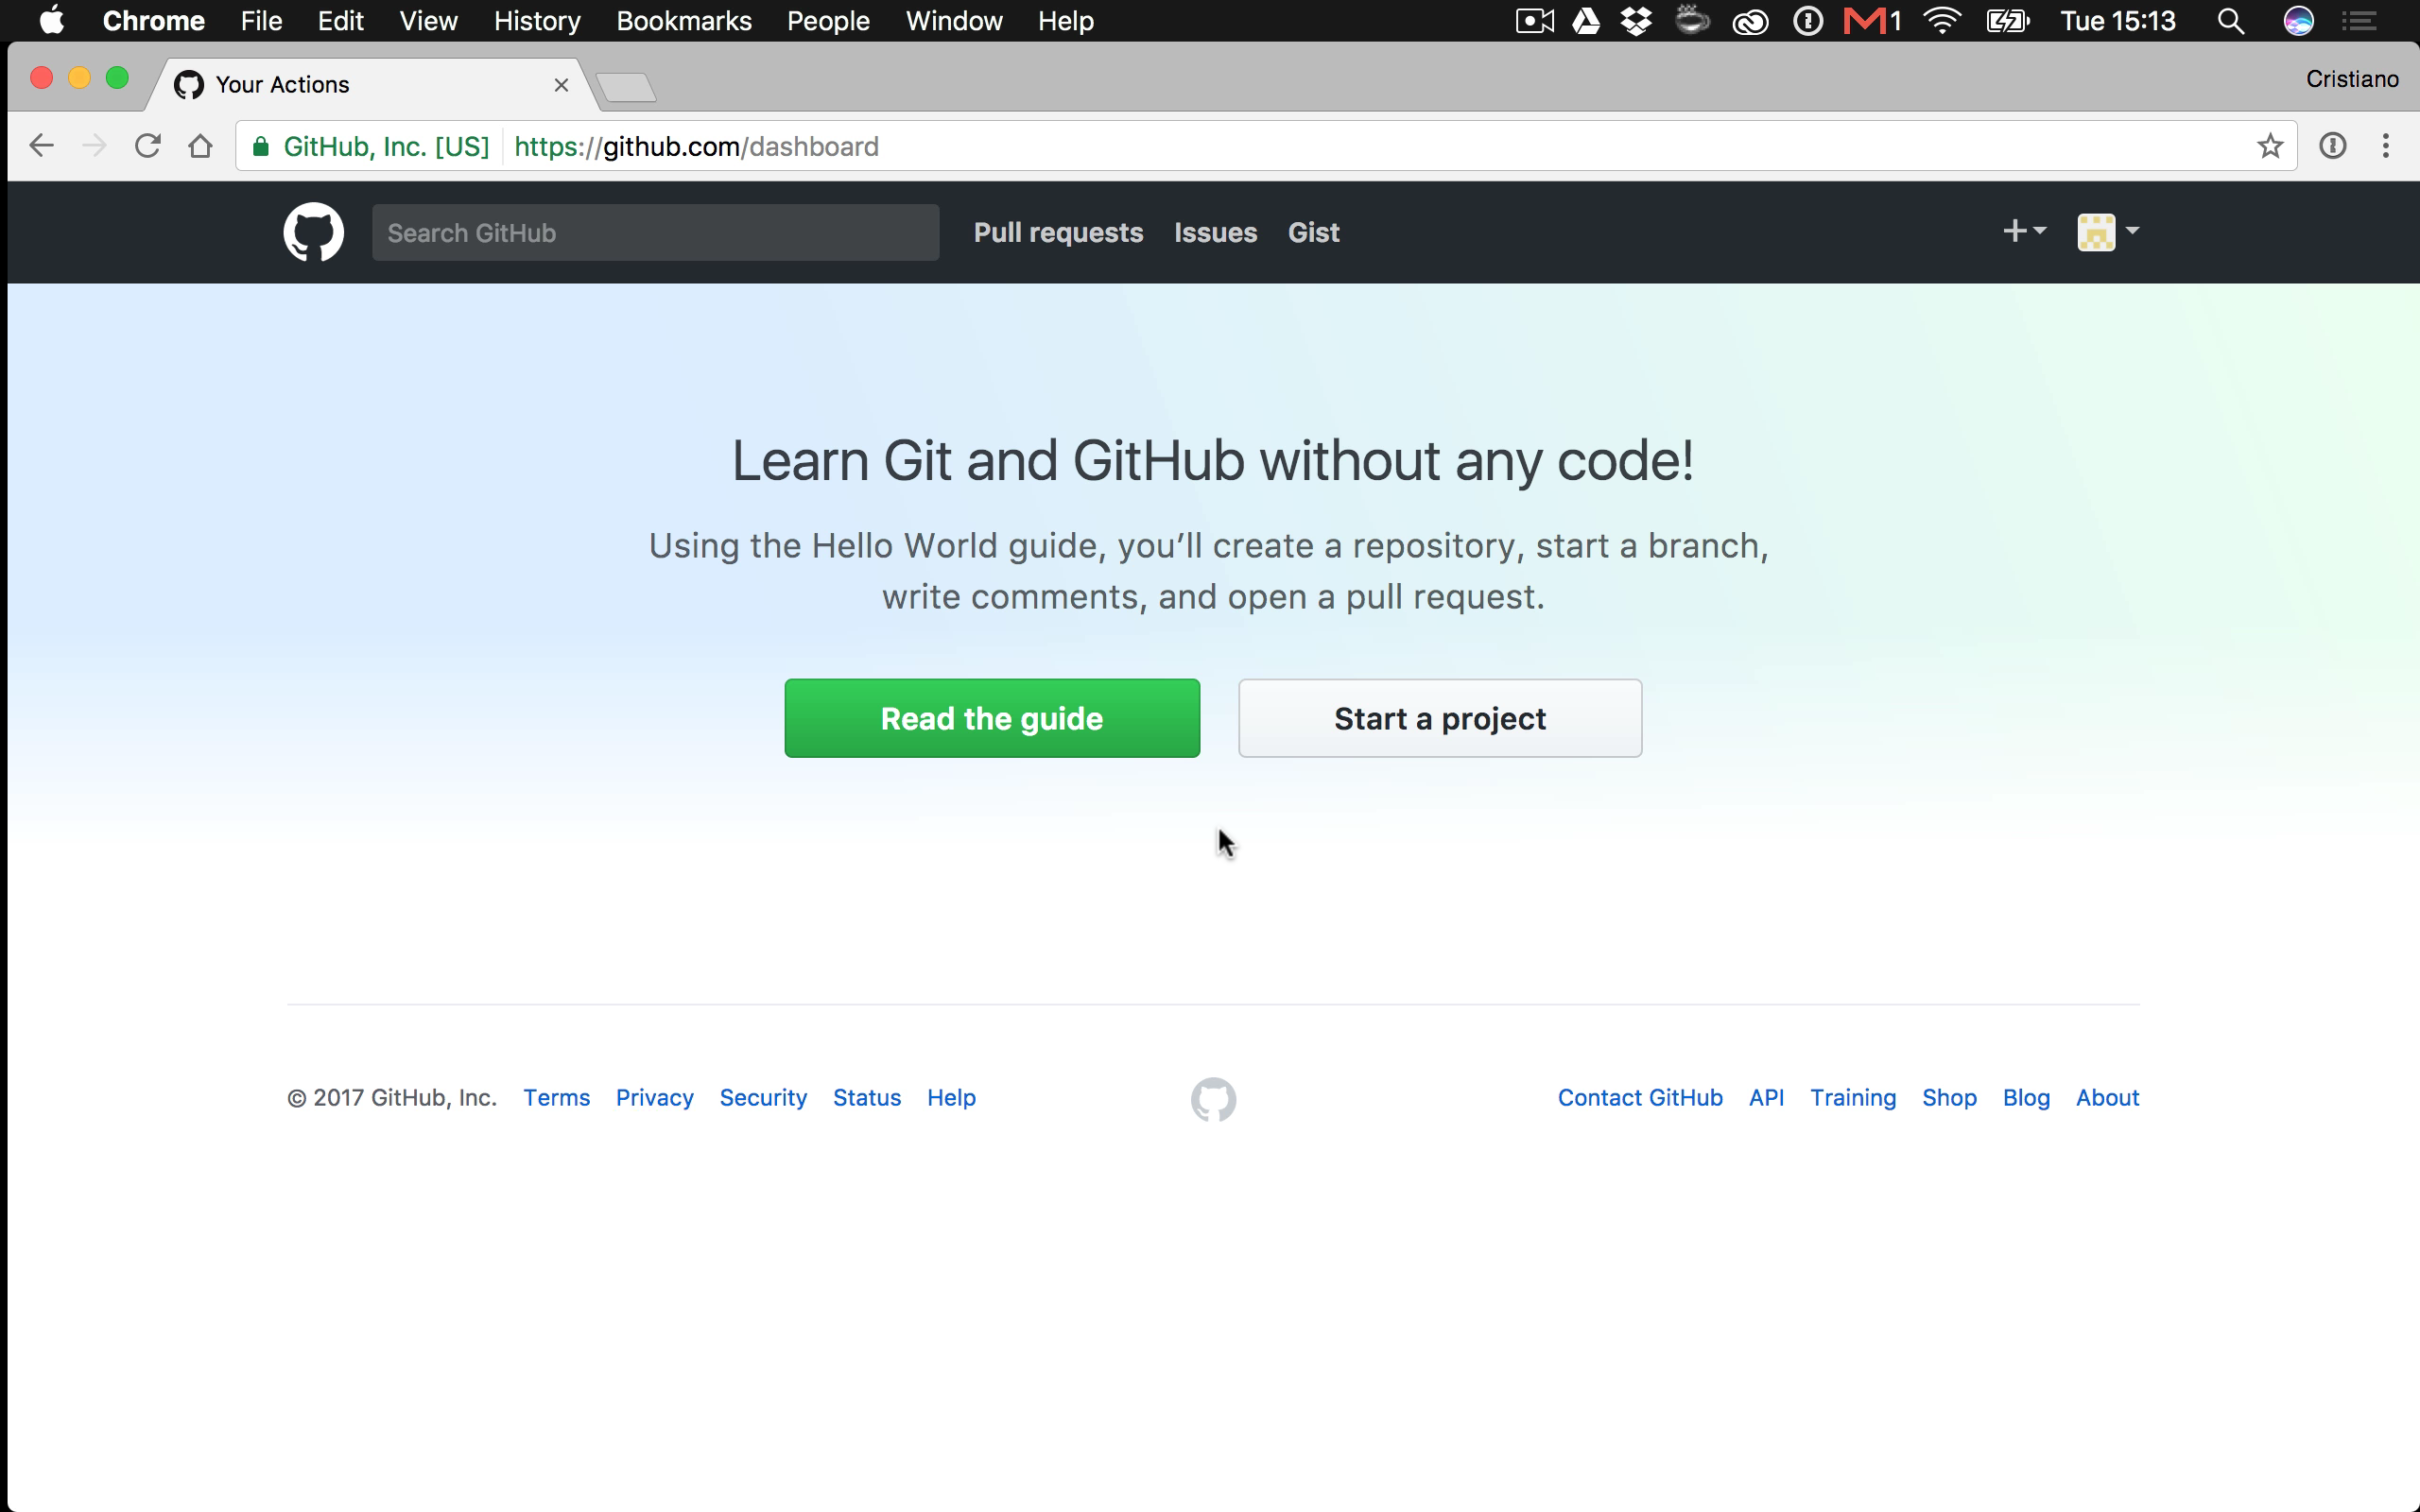 Chrome File Edit View History Bookmarks People Window Help 1 Tue 15:13
Your Actions Cristiano
GitHub, Inc. [US] https://github.com/dashboard
Search GitHub Pull requests Issues Gist
Learn Git and GitHub without any code!
Using the Hello World guide, you’ll create a repository, start a branch,
write comments, and open a pull request.
Read the guide Start a project
© 2017 GitHub, Inc. Terms Privacy Security Status Help Contact GitHub API Training Shop Blog About